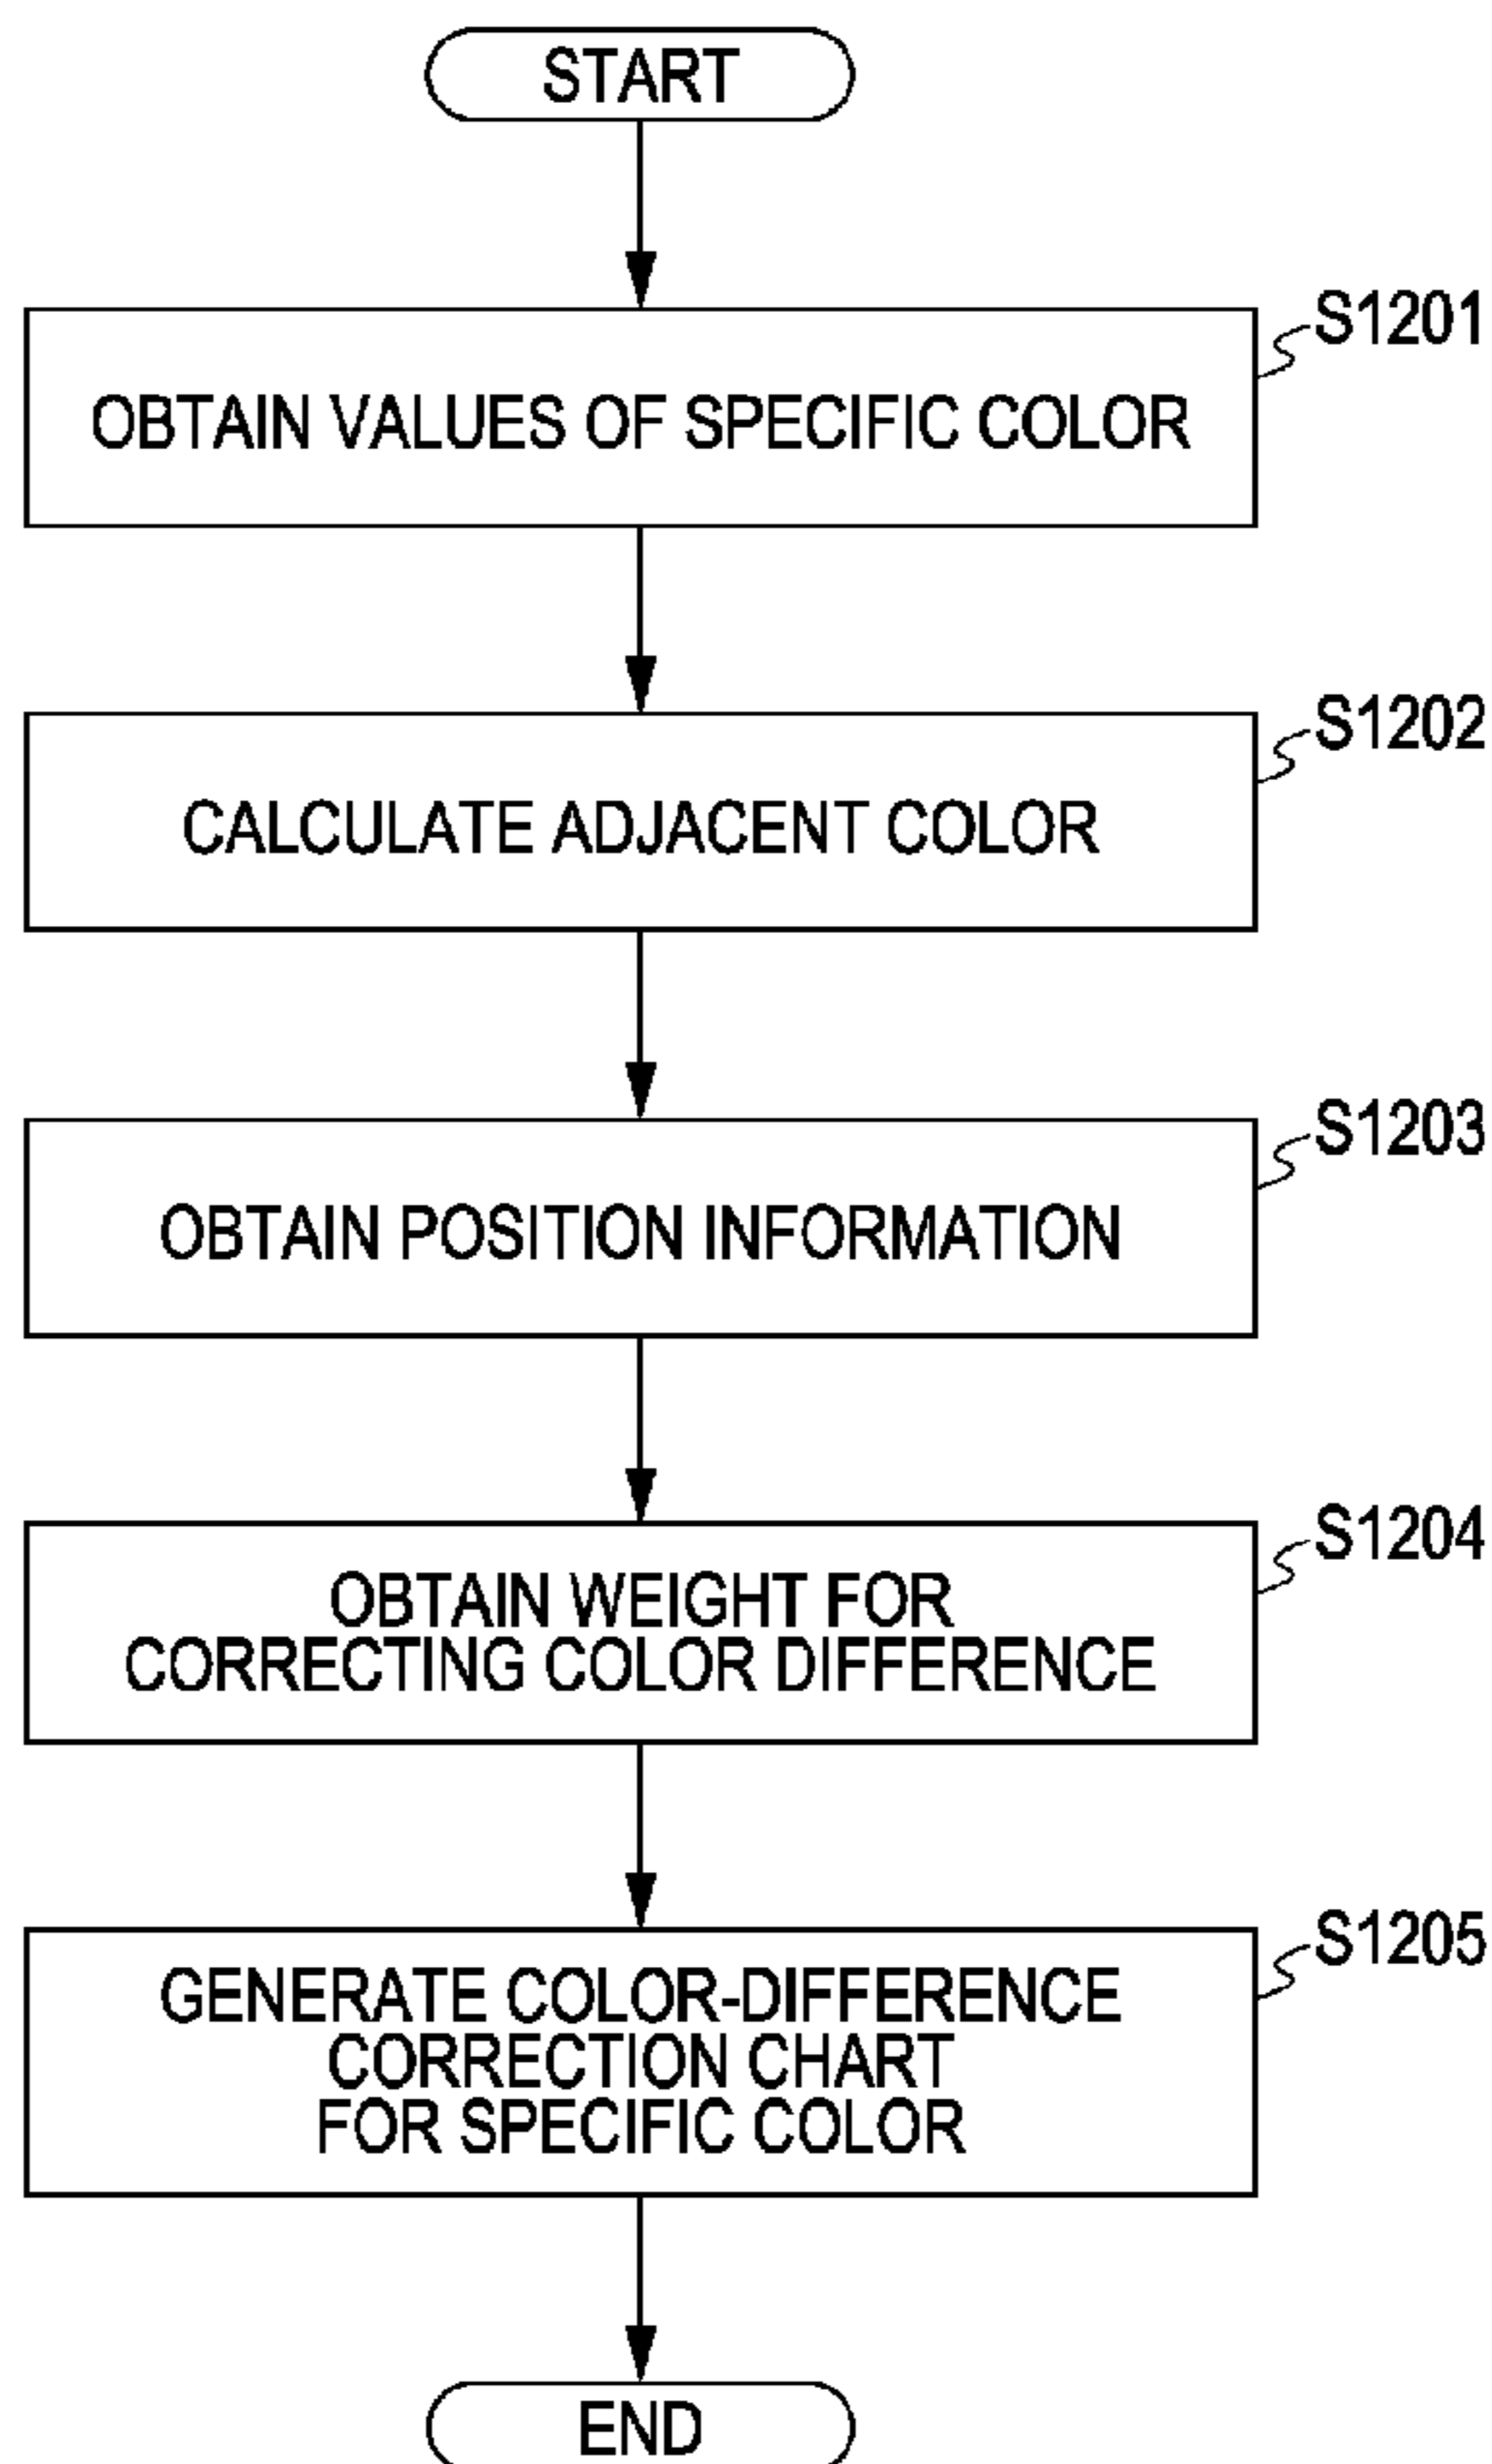 START
S1201
OBTAIN VALUES OF SPECIFIC COLOR
S1202
CALCULATE ADJACENT COLOR
S1203
OBTAIN POSITION INFORMATION
S1204
OBTAIN WEIGHT FOR
CORRECTING COLOR DIFFERENCE
S1205
GENERATE COLOR-DIFFERENCE
CORRECTION CHART
FOR SPECIFIC COLOR
END